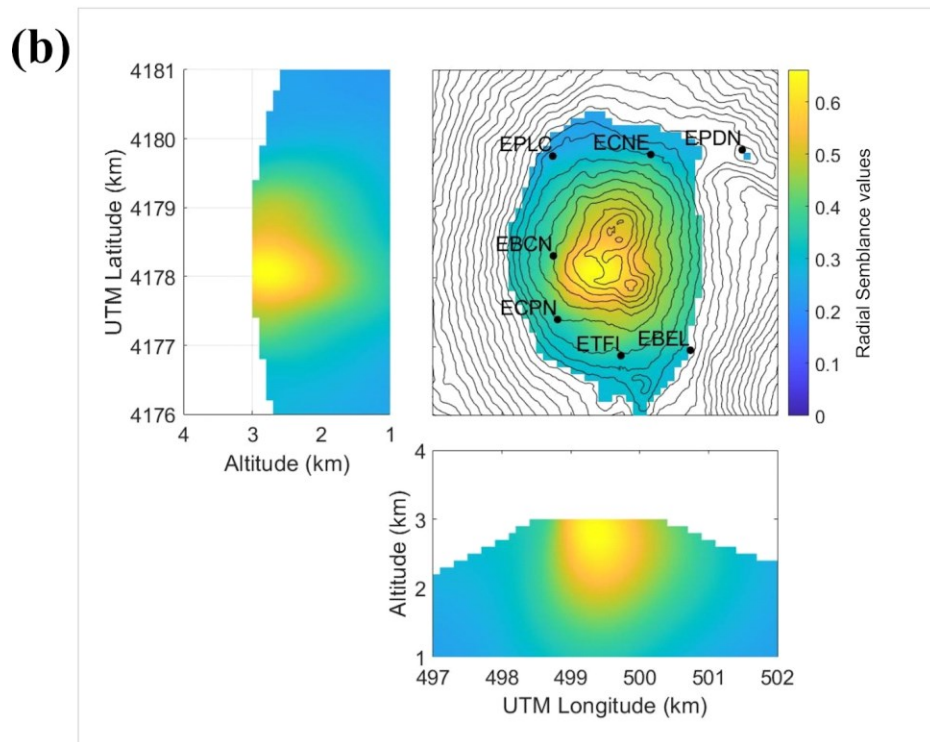 (b)
4181
4180
4179
4178
4177
4176
UTM Latitude (km)
4
3
2
1
Altitude (km)
EPLC
ECNE
EPDN
EBCN
ECPN
ETFI
EBEL
0.6
0.5
0.4
0.3
0.2
0.1
0
Radial Semblance values
4
3
2
1
Altitude (km)
497
498
499
500
501
502
UTM Longitude (km)